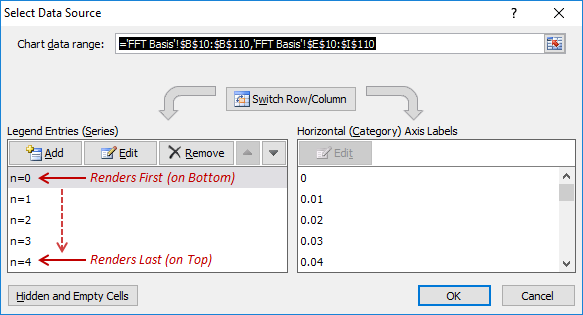 Select Data Source
Chart data range: ='FFT Basis'!$B$10:$B$110,'FFT Basis'!$E$10:$I$110
Switch Row/Column
Legend Entries (Series)
Add Edit Remove
n=0 Renders First (on Bottom)
n=1
n=2
n=3
n=4 Renders Last (on Top)
Horizontal (Category) Axis Labels
Edit
0
0.01
0.02
0.03
0.04
Hidden and Empty Cells
OK Cancel